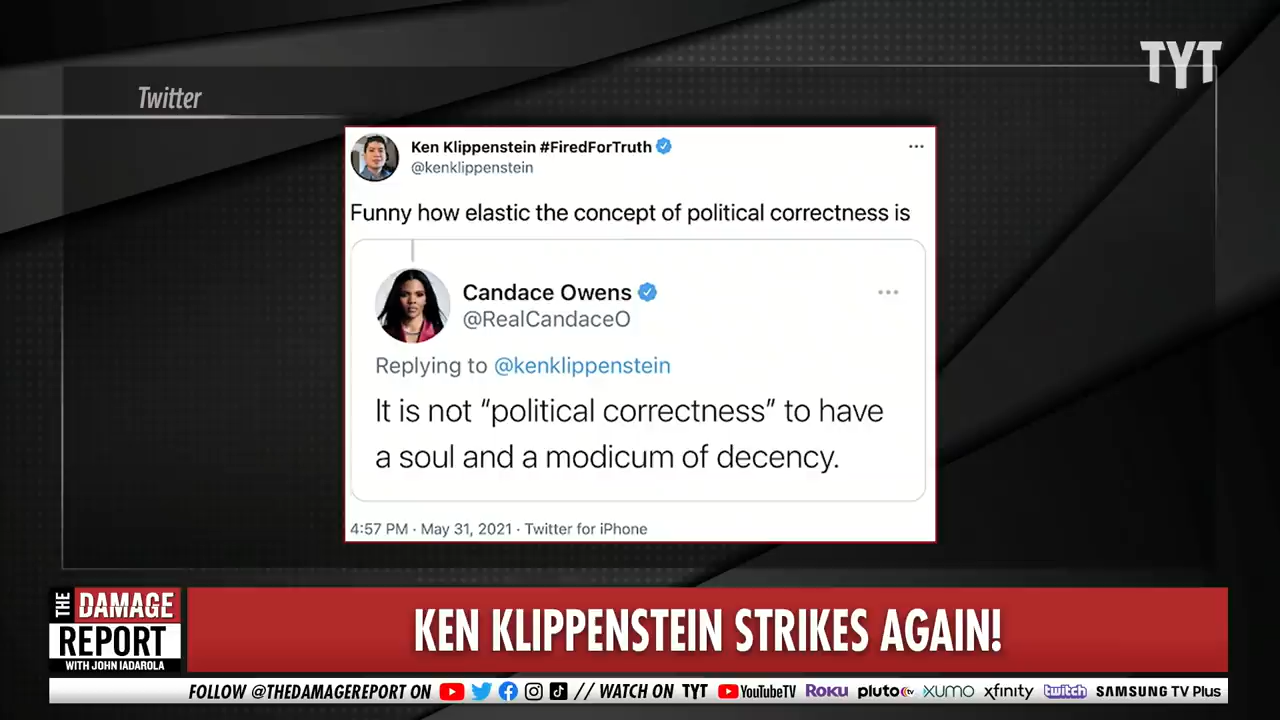 TYT
Twitter
Ken Klippenstein #FiredForTruth
@kenklippenstein
Funny how elastic the concept of political correctness is
Candace Owens
@RealCandaceO
Replying to @kenklippenstein
It is not “political correctness” to have
a soul and a modicum of decency.
4:57 PM · May 31, 2021 · Twitter for iPhone
THE DAMAGE
REPORT
WITH JOHN IADAROLA
KEN KLIPPENSTEIN STRIKES AGAIN!
FOLLOW @THEDAMAGEREPORT ON // WATCH ON TYT YouTubeTV ROKU pluto tv xumo xfinity twitch SAMSUNG TV Plus